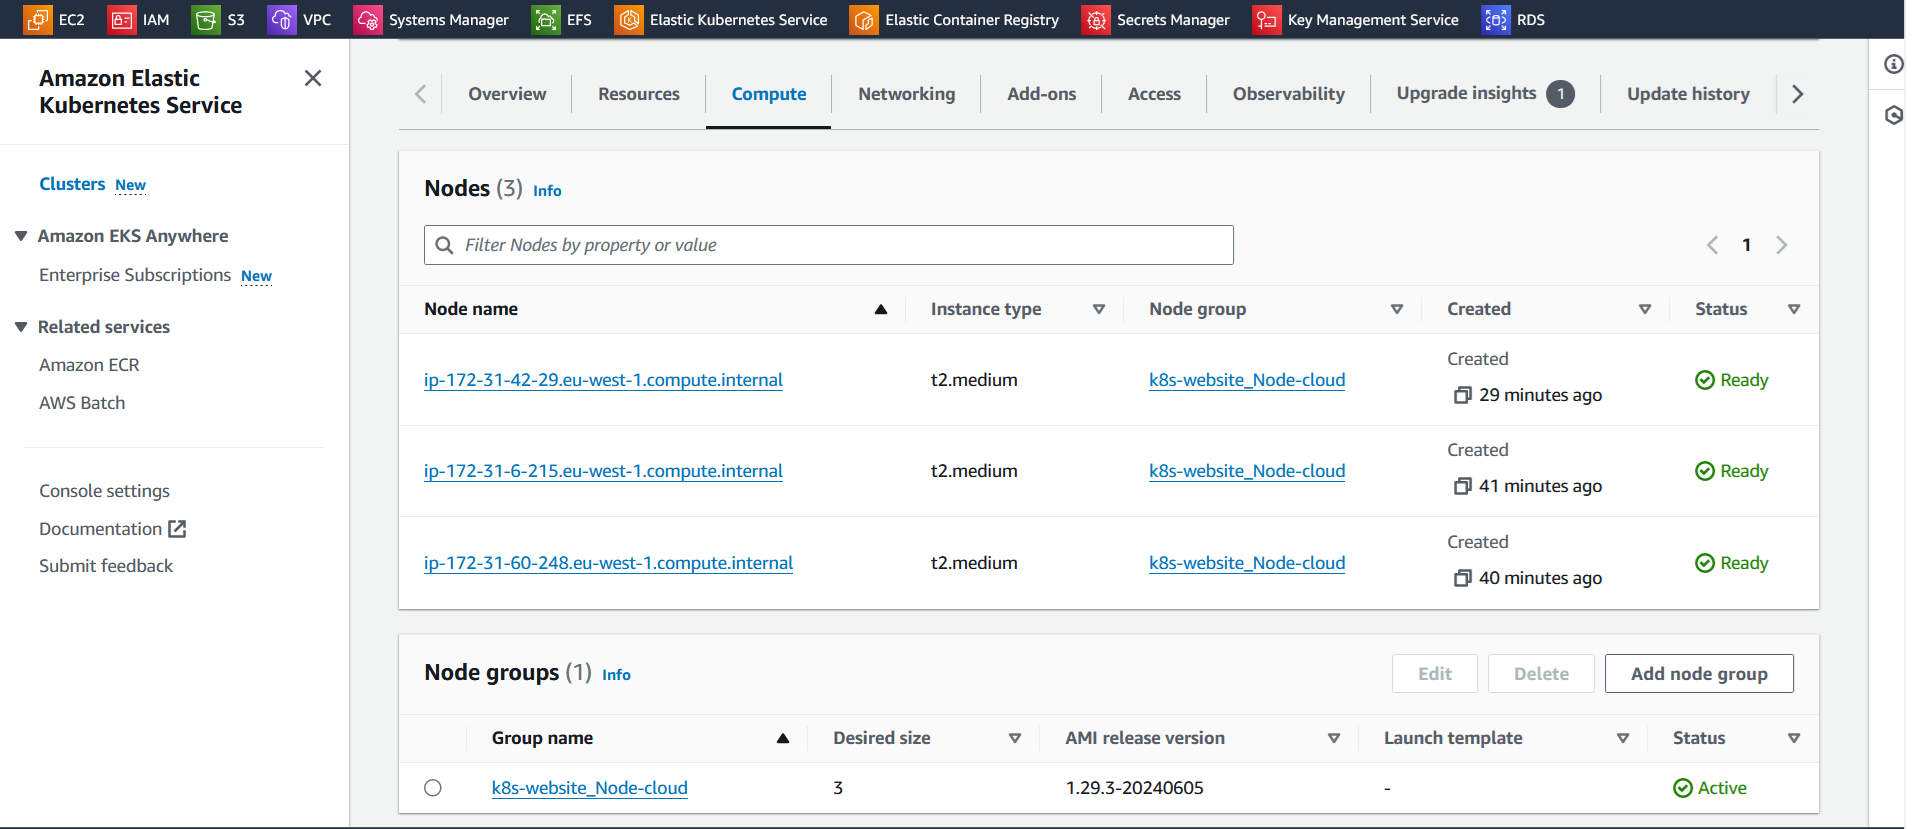 EC2 IAM S3 VPC Systems Manager EFS Elastic Kubernetes Service Elastic Container Registry Secrets Manager Key Management Service RDS
Amazon Elastic
Kubernetes Service
Clusters New
Amazon EKS Anywhere
Enterprise Subscriptions New
Related services
Amazon ECR
AWS Batch
Console settings
Documentation
Submit feedback
Overview Resources Compute Networking Add-ons Access Observability Upgrade insights 1 Update history
Nodes (3) Info
Filter Nodes by property or value
1
Node name Instance type Node group Created Status
ip-172-31-42-29.eu-west-1.compute.internal t2.medium k8s-website_Node-cloud Created Ready
29 minutes ago
ip-172-31-6-215.eu-west-1.compute.internal t2.medium k8s-website_Node-cloud Created Ready
41 minutes ago
ip-172-31-60-248.eu-west-1.compute.internal t2.medium k8s-website_Node-cloud Created Ready
40 minutes ago
Node groups (1) Info Edit Delete Add node group
Group name Desired size AMI release version Launch template Status
k8s-website_Node-cloud 3 1.29.3-20240605 - Active